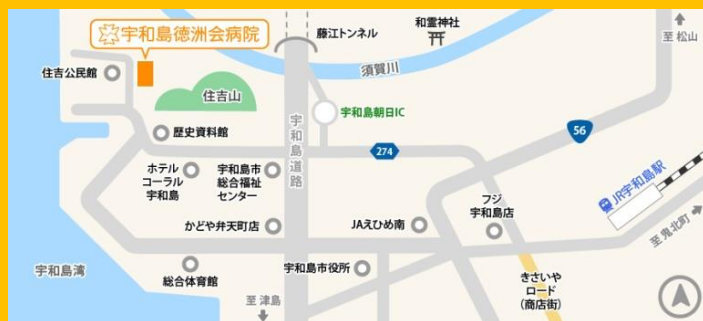 宇和島徳洲会病院
藤江トンネル
和霊神社
至 松山
住吉公民館
須賀川
住吉山
宇和島朝日IC
歴史資料館
宇和島道路
274
56
ホテル
コーラル
宇和島
宇和島市
総合福祉
センター
JR宇和島駅
フジ
宇和島店
かどや弁天町店
JAえひめ南
至 鬼北町
宇和島湾
総合体育館
宇和島市役所
きさいや
ロード
(商店街)
至 津島